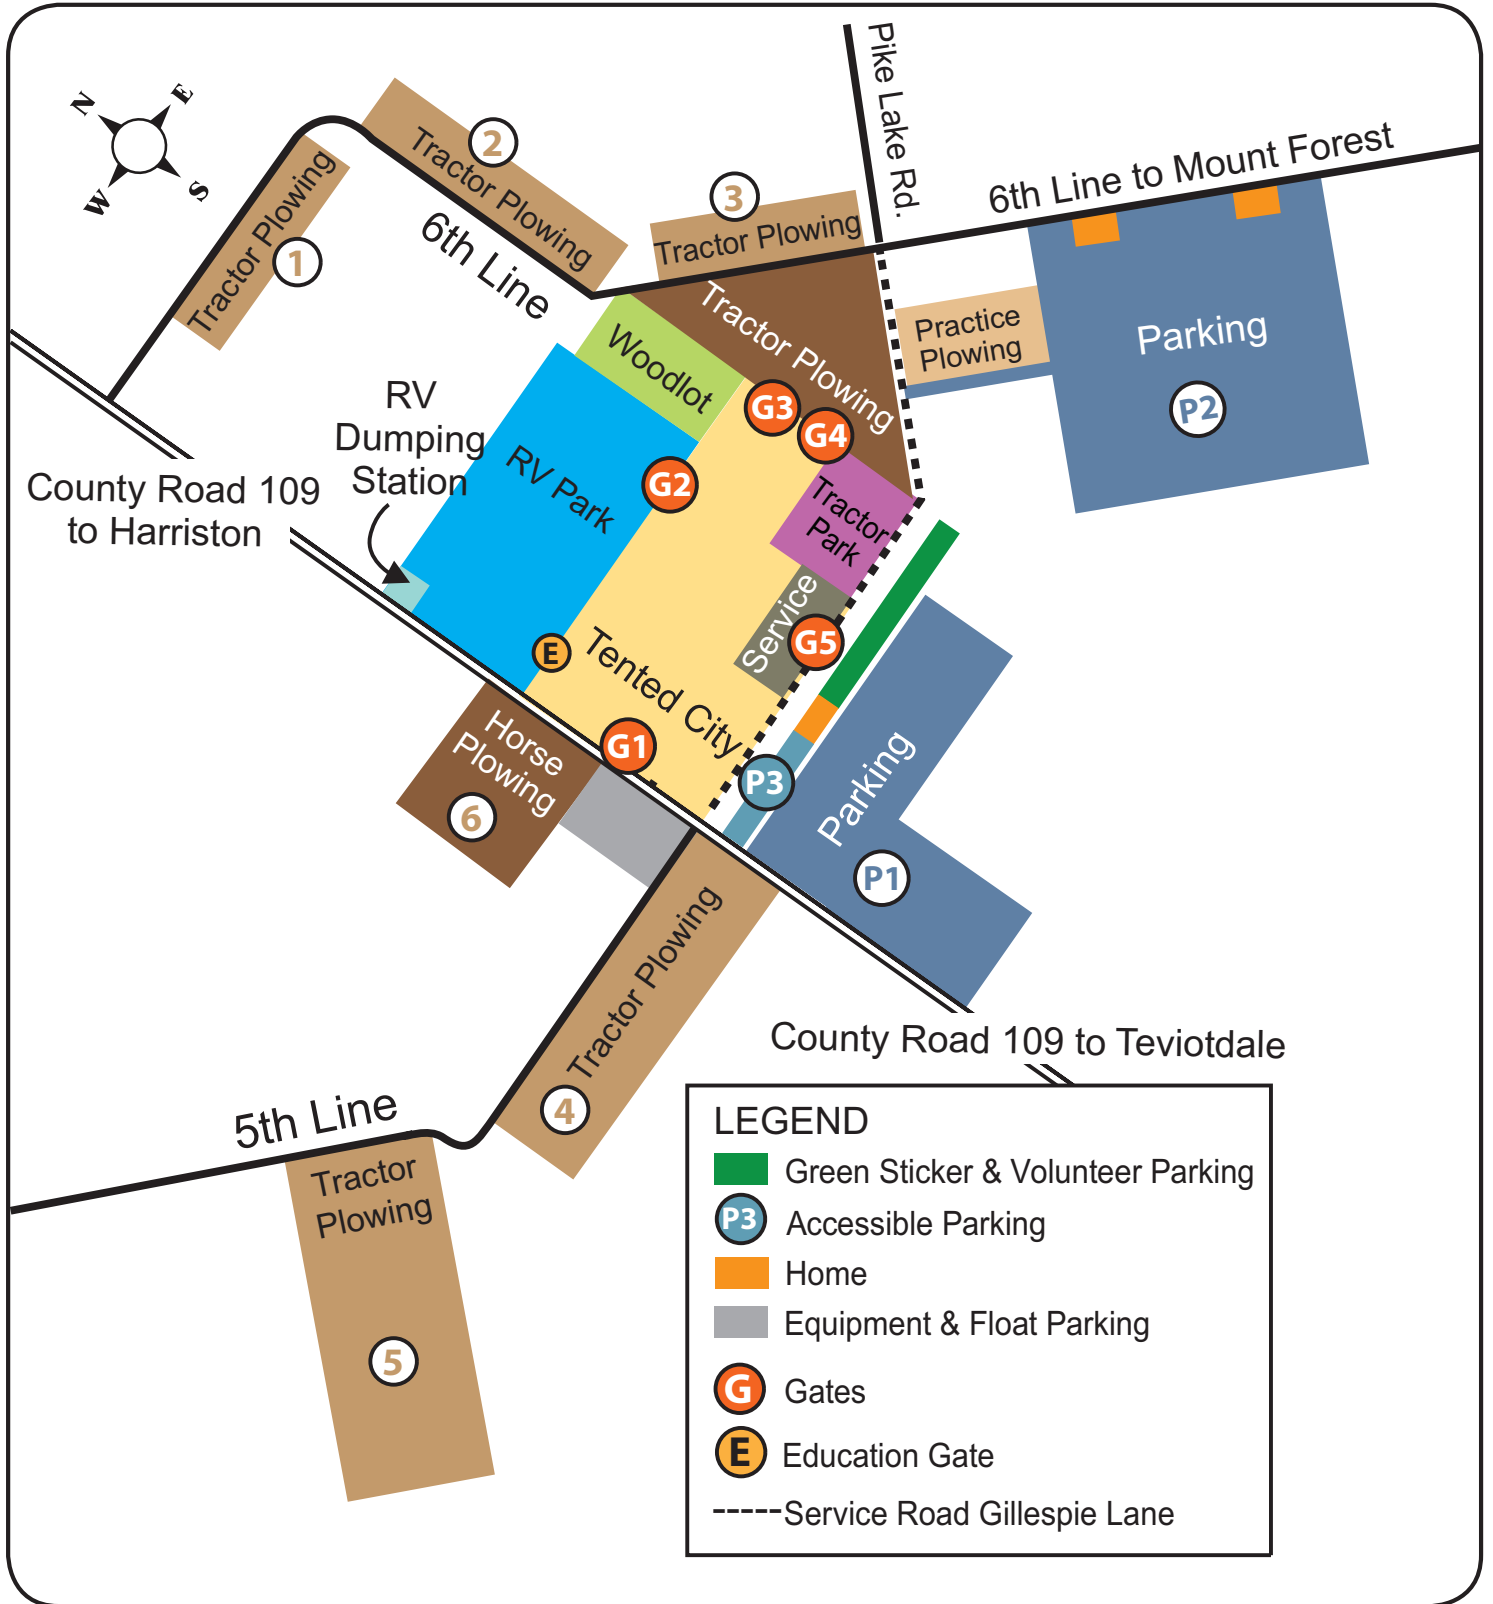 N
E
W
S
Pike Lake Rd.
6th Line to Mount Forest
2
Tractor Plowing
3
Tractor Plowing
Tractor Plowing
1
6th Line
Tractor Plowing
Practice
Plowing
Parking
P2
Woodlot
G3
G4
RV
Dumping
Station
RV Park
G2
Tractor
Park
County Road 109
to Harriston
Service
G5
E
Tented City
G1
P3
Horse
Plowing
6
Parking
P1
Tractor Plowing
4
County Road 109 to Teviotdale
5th Line
Tractor
Plowing
5
LEGEND
Green Sticker & Volunteer Parking
P3 Accessible Parking
Home
Equipment & Float Parking
G Gates
E Education Gate
Service Road Gillespie Lane